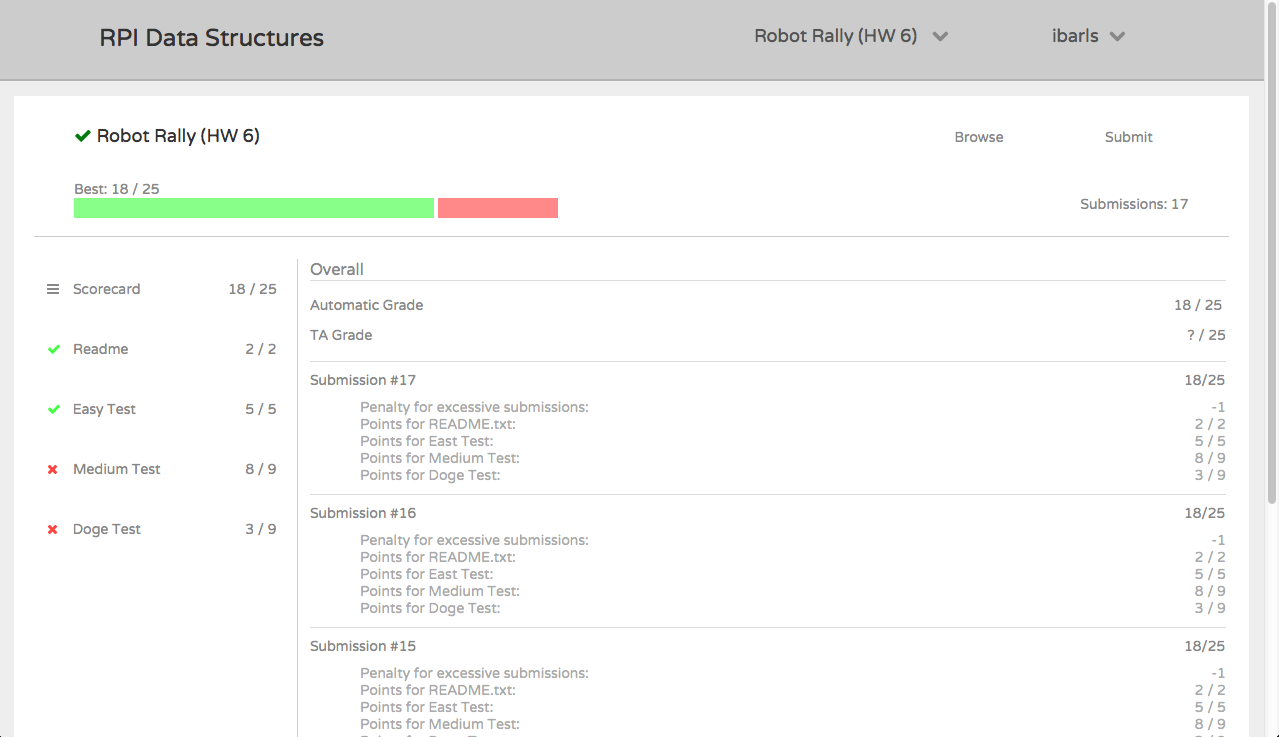 RPI Data Structures Robot Rally (HW 6) ibarls
Robot Rally (HW 6) Browse Submit
Best: 18 / 25
Submissions: 17
Scorecard 18 / 25
Readme 2 / 2
Easy Test 5 / 5
Medium Test 8 / 9
Doge Test 3 / 9
Overall
Automatic Grade 18 / 25
TA Grade ? / 25
Submission #17 18/25
Penalty for excessive submissions: -1
Points for README.txt: 2 / 2
Points for East Test: 5 / 5
Points for Medium Test: 8 / 9
Points for Doge Test: 3 / 9
Submission #16 18/25
Penalty for excessive submissions: -1
Points for README.txt: 2 / 2
Points for East Test: 5 / 5
Points for Medium Test: 8 / 9
Points for Doge Test: 3 / 9
Submission #15 18/25
Penalty for excessive submissions: -1
Points for README.txt: 2 / 2
Points for East Test: 5 / 5
Points for Medium Test: 8 / 9